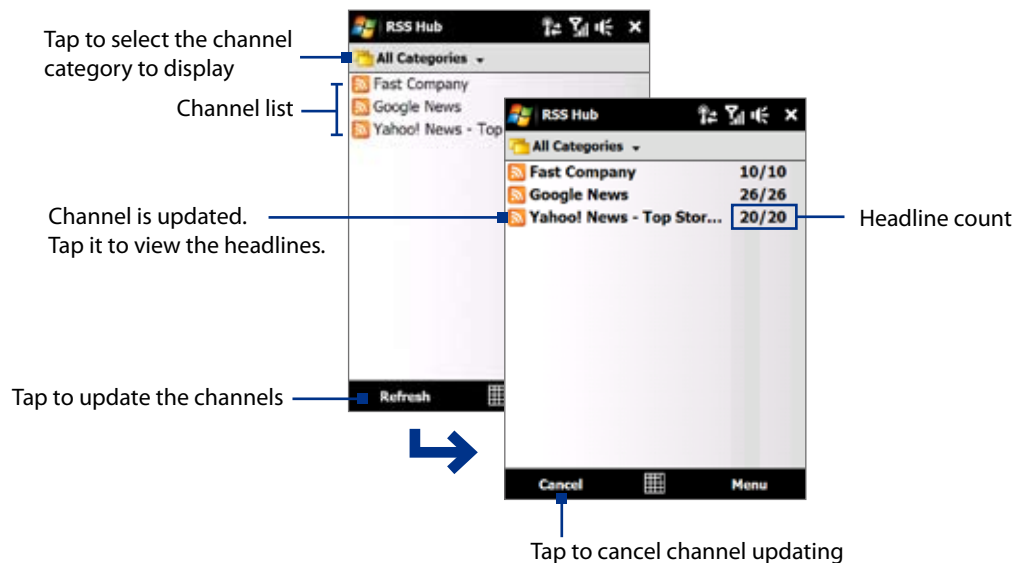 RSS Hub
Tap to select the channel
category to display
All Categories
Channel list
Fast Company
Google News
Yahoo! News - Top
RSS Hub
All Categories
Fast Company 10/10
Google News 26/26
Yahoo! News - Top Stor... 20/20
Channel is updated.
Tap it to view the headlines.
Headline count
Tap to update the channels
Refresh
Cancel
Menu
Tap to cancel channel updating